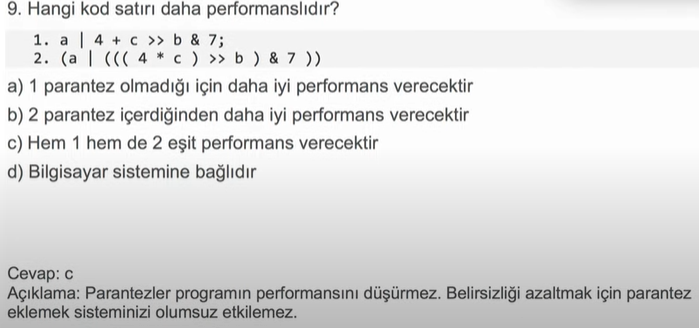 9. Hangi kod satırı daha performanslıdır?
1. a | 4 + c >> b & 7;
2. (a | ((( 4 * c ) >> b ) & 7 ))
a) 1 parantez olmadığı için daha iyi performans verecektir
b) 2 parantez içerdiğinden daha iyi performans verecektir
c) Hem 1 hem de 2 eşit performans verecektir
d) Bilgisayar sistemine bağlıdır
Cevap: c
Açıklama: Parantezler programın performansını düşürmez. Belirsizliği azaltmak için parantez
eklemek sisteminizi olumsuz etkilemez.